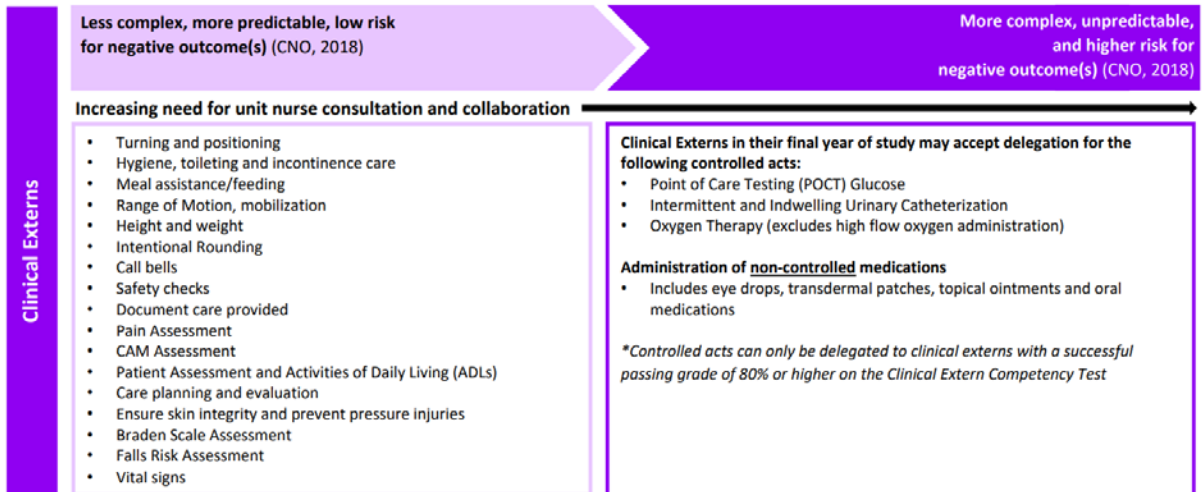 Less complex, more predictable, low risk
for negative outcome(s) (CNO, 2018)
More complex, unpredictable,
and higher risk for
negative outcome(s) (CNO, 2018)
Increasing need for unit nurse consultation and collaboration
Clinical Externs
• Turning and positioning
• Hygiene, toileting and incontinence care
• Meal assistance/feeding
• Range of Motion, mobilization
• Height and weight
• Intentional Rounding
• Call bells
• Safety checks
• Document care provided
• Pain Assessment
• CAM Assessment
• Patient Assessment and Activities of Daily Living (ADLs)
• Care planning and evaluation
• Ensure skin integrity and prevent pressure injuries
• Braden Scale Assessment
• Falls Risk Assessment
• Vital signs
Clinical Externs in their final year of study may accept delegation for the
following controlled acts:
• Point of Care Testing (POCT) Glucose
• Intermittent and Indwelling Urinary Catheterization
• Oxygen Therapy (excludes high flow oxygen administration)
Administration of non-controlled medications
• Includes eye drops, transdermal patches, topical ointments and oral
medications
*Controlled acts can only be delegated to clinical externs with a successful
passing grade of 80% or higher on the Clinical Extern Competency Test